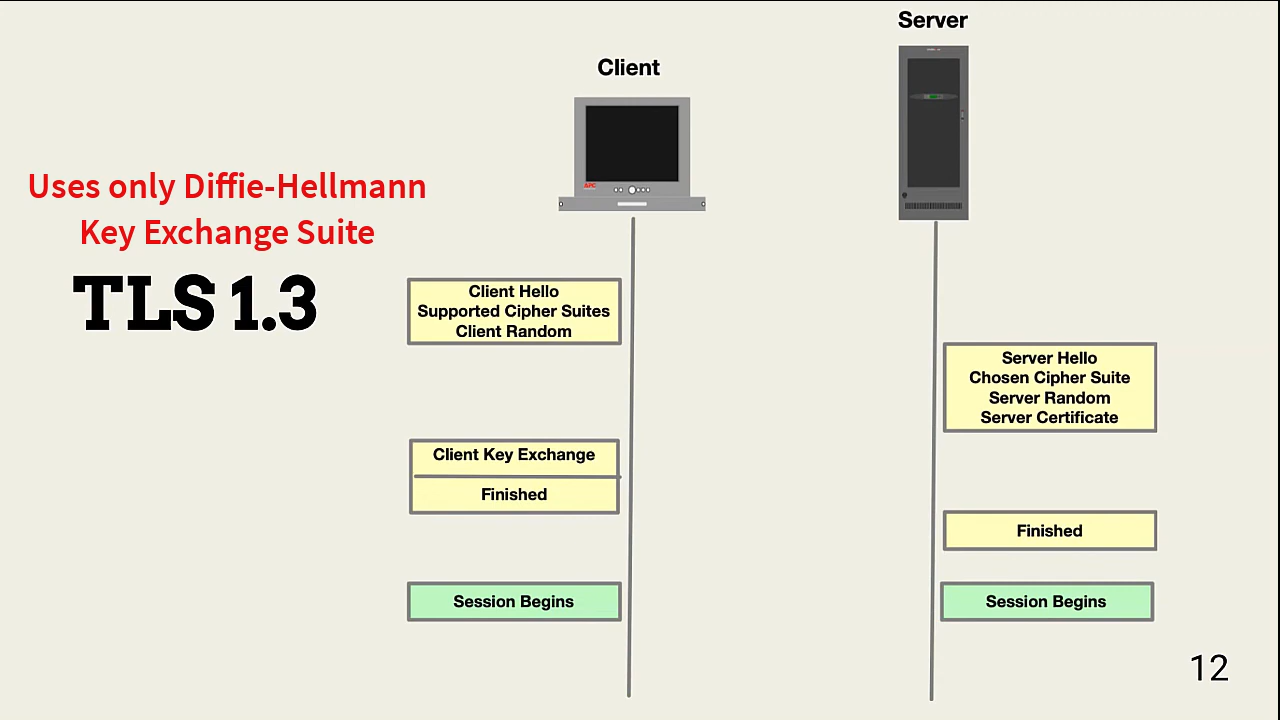 Server
Client
APC
Uses only Diffie-Hellmann
Key Exchange Suite
TLS 1.3
Client Hello
Supported Cipher Suites
Client Random
Server Hello
Chosen Cipher Suite
Server Random
Server Certificate
Client Key Exchange
Finished
Finished
Session Begins
Session Begins
12